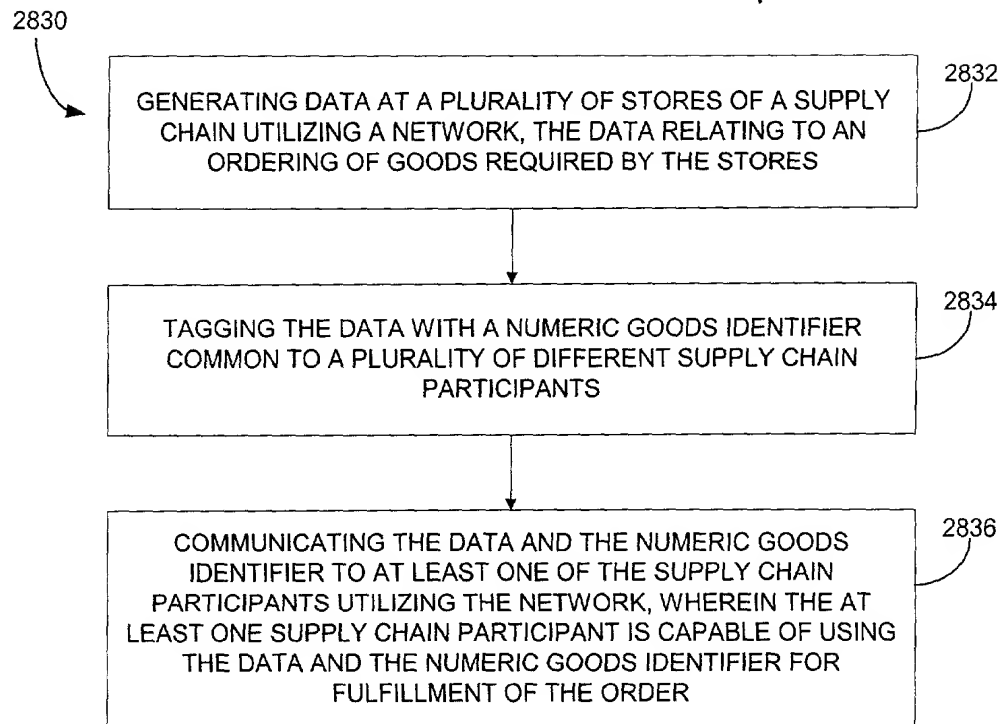 2830
2832
GENERATING DATA AT A PLURALITY OF STORES OF A SUPPLY
CHAIN UTILIZING A NETWORK, THE DATA RELATING TO AN
ORDERING OF GOODS REQUIRED BY THE STORES
2834
TAGGING THE DATA WITH A NUMERIC GOODS IDENTIFIER
COMMON TO A PLURALITY OF DIFFERENT SUPPLY CHAIN
PARTICIPANTS
2836
COMMUNICATING THE DATA AND THE NUMERIC GOODS
IDENTIFIER TO AT LEAST ONE OF THE SUPPLY CHAIN
PARTICIPANTS UTILIZING THE NETWORK, WHEREIN THE AT
LEAST ONE SUPPLY CHAIN PARTICIPANT IS CAPABLE OF USING
THE DATA AND THE NUMERIC GOODS IDENTIFIER FOR
FULFILLMENT OF THE ORDER